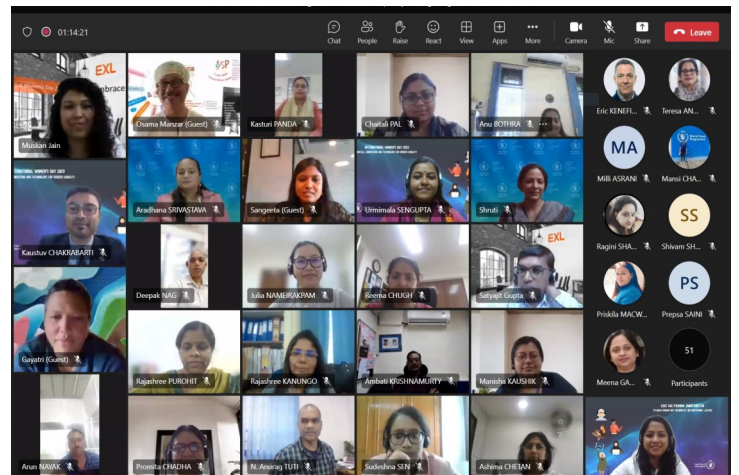 01:14:21
Chat
People
Raise
React
View
Apps
More
Camera
Mic
Share
Leave
EXL
brace
Muskan Jain
Osama Manzar (Guest)
Kasturi PANDA
Chaitali PAL
Anu BOTHRA
Eric KENEFI...
Teresa AN...
Kaustuv CHAKRABARTI
Aradhana SRIVASTAVA
Sangeeta (Guest)
Urmimala SENGUPTA
Shruti
MA
Milli ASRANI
Mansi CHA...
Gayatri (Guest)
Deepak NAG
Julia NAMEIRAKPAM
Reema CHUGH
EXL
Satyajit Gupta
Ragini SHA...
SS
Shivam SH...
Rajashree PUROHIT
Rajashree KANUNGO
Ambati KRISHNAMURTY
Manisha KAUSHIK
Priskila MACW...
PS
Prepsa SAINI
Meena GA...
51
Participants
Arun NAYAK
Promita CHADHA
N. Anurag TUTI
Sudeshna SEN
Ashima CHETAN